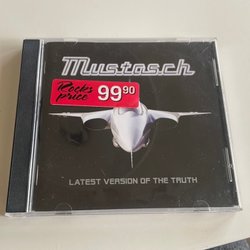 Mustasch
Rocks
price
99 90
LATEST VERSION OF THE TRUTH